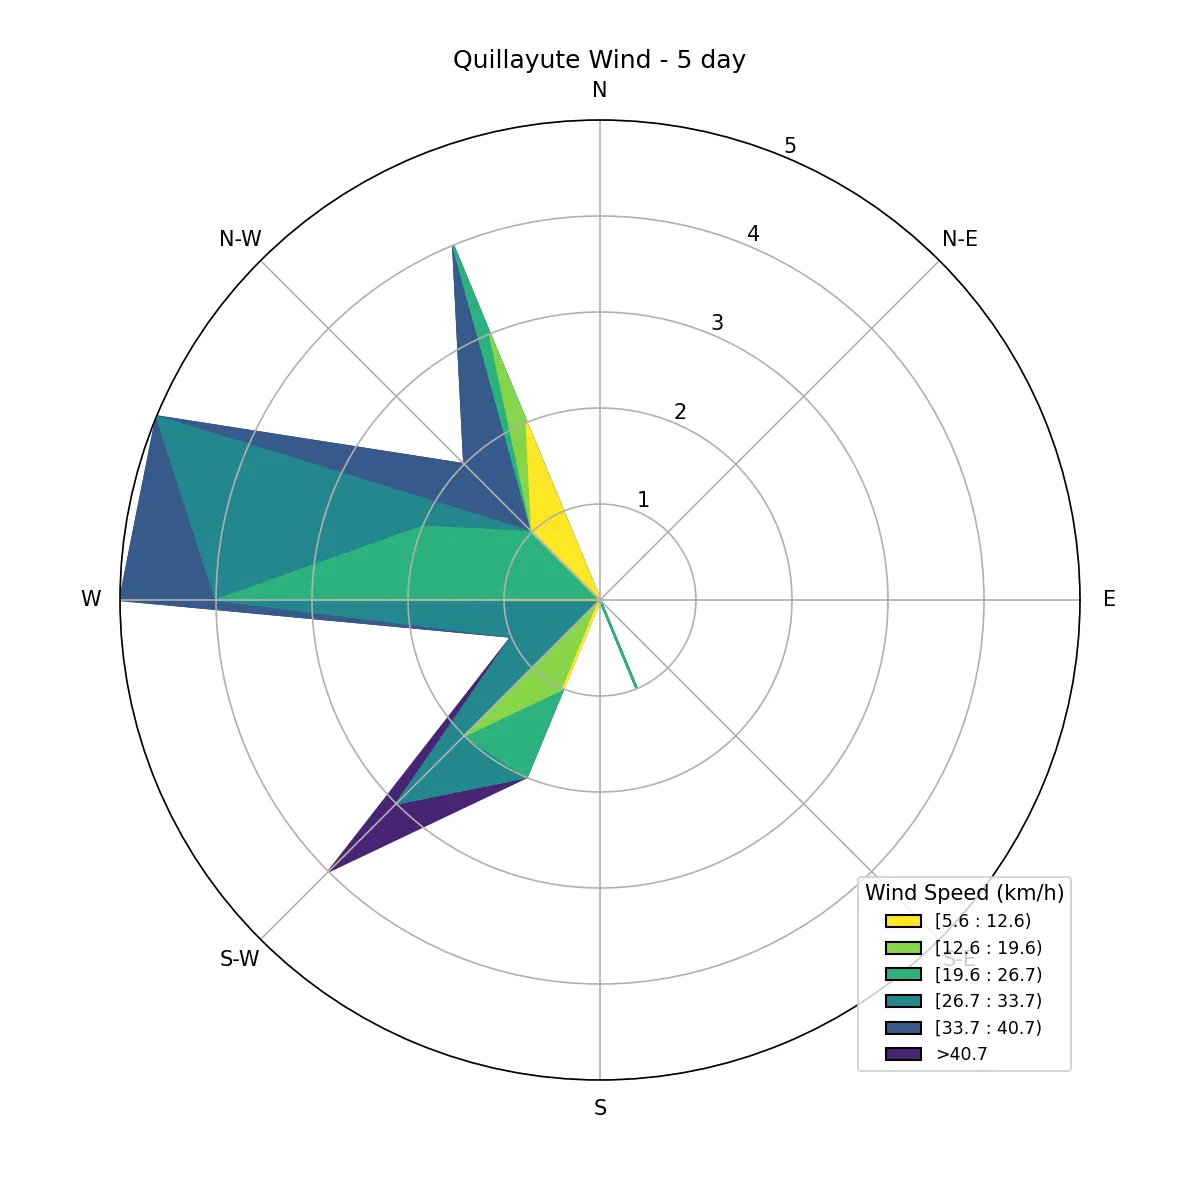 Quillayute Wind - 5 day
N
5
N-W
N-E
4
3
2
1
W
E
S-W
S-E
S
Wind Speed (km/h)
[5.6 : 12.6)
[12.6 : 19.6)
[19.6 : 26.7)
[26.7 : 33.7)
[33.7 : 40.7)
>40.7